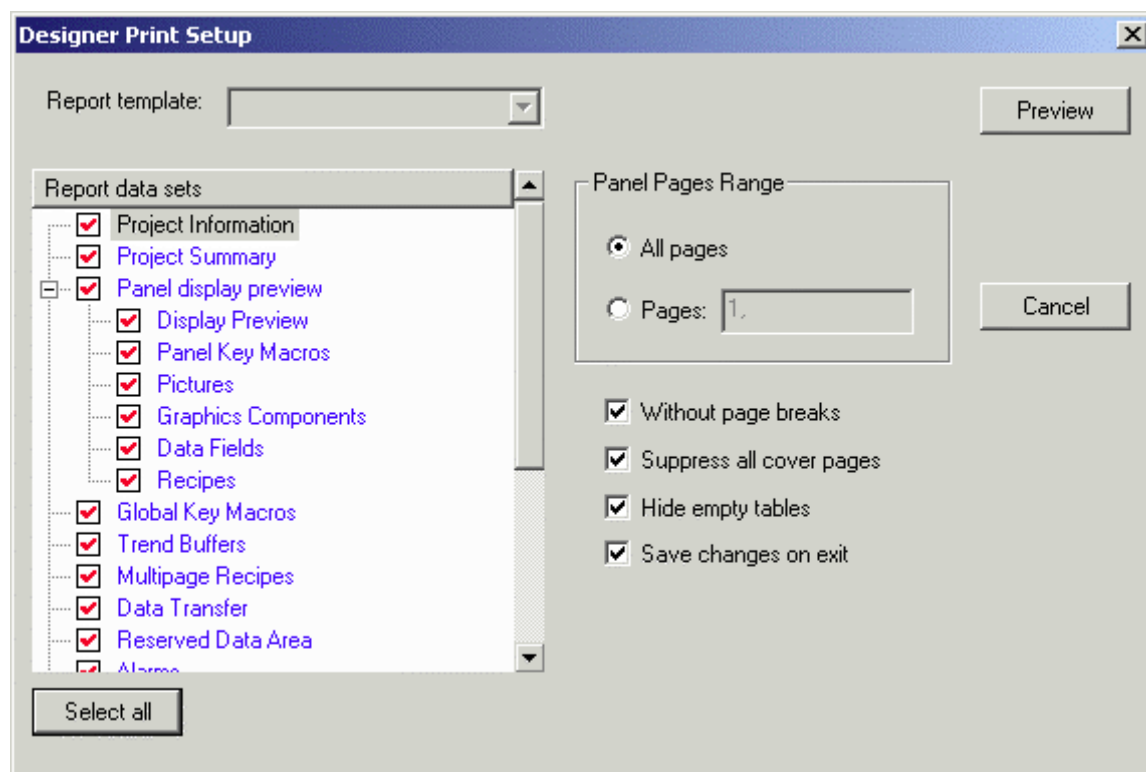 Designer Print Setup
Report template:
Preview
Report data sets
Project Information
Project Summary
Panel display preview
Display Preview
Panel Key Macros
Pictures
Graphics Components
Data Fields
Recipes
Global Key Macros
Trend Buffers
Multipage Recipes
Data Transfer
Reserved Data Area
Alarms
Select all
Panel Pages Range
All pages
Pages: 1,
Cancel
Without page breaks
Suppress all cover pages
Hide empty tables
Save changes on exit